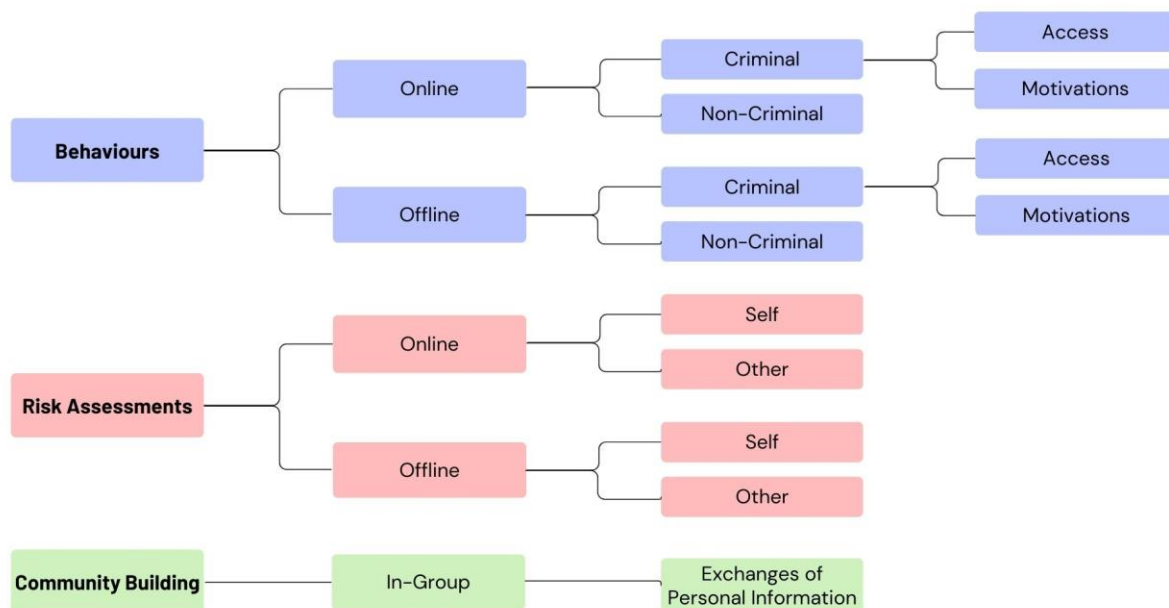 Behaviours
Online
Criminal
Access
Motivations
Non-Criminal
Offline
Criminal
Access
Motivations
Non-Criminal
Risk Assessments
Online
Self
Other
Offline
Self
Other
Community Building
In-Group
Exchanges of
Personal Information